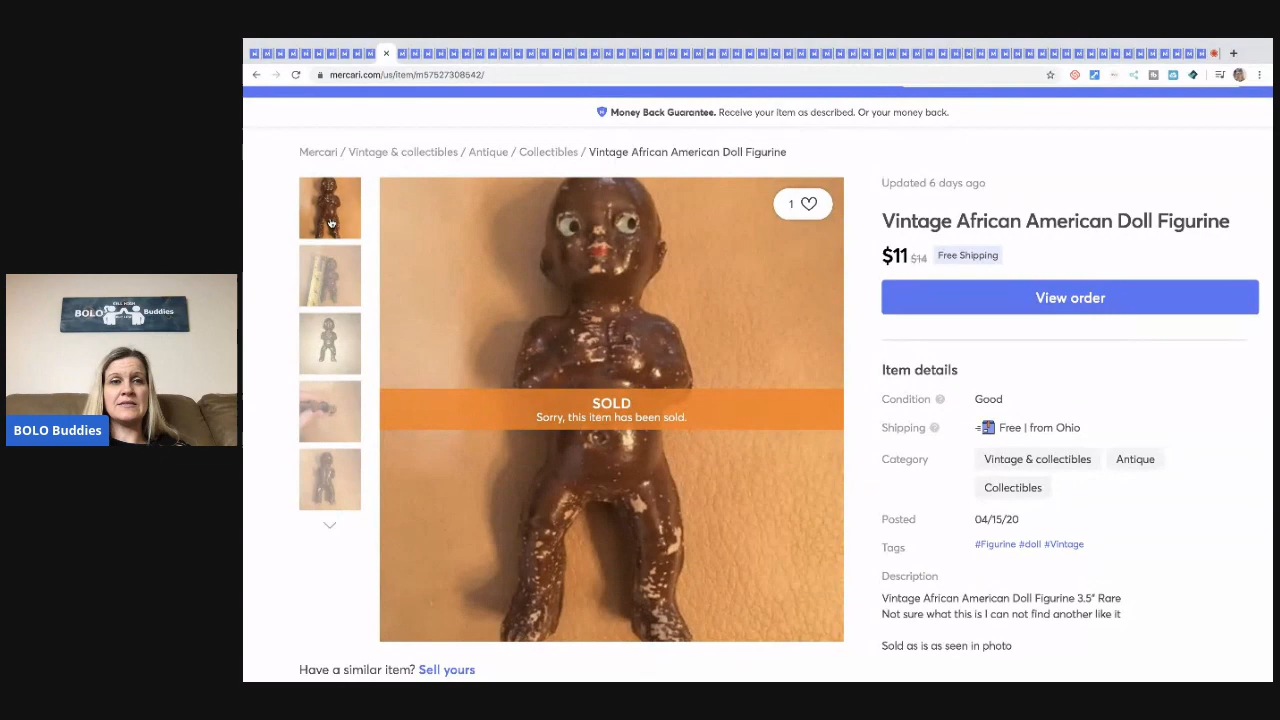 mercari.com/us/item/m57527308542/
Money Back Guarantee. Receive your item as described. Or your money back.
Mercari / Vintage & collectibles / Antique / Collectibles / Vintage African American Doll Figurine
Updated 6 days ago
1
Vintage African American Doll Figurine
$11 $14 Free Shipping
View order
BOLO Buddies
SOLD
Sorry, this item has been sold.
Item details
Condition Good
Shipping Free | from Ohio
Category Vintage & collectibles Antique
Collectibles
Posted 04/15/20
Tags #Figurine #doll #Vintage
Description
Vintage African American Doll Figurine 3.5" Rare
Not sure what this is I can not find another like it
Sold as is as seen in photo
Have a similar item? Sell yours
BOLO Buddies